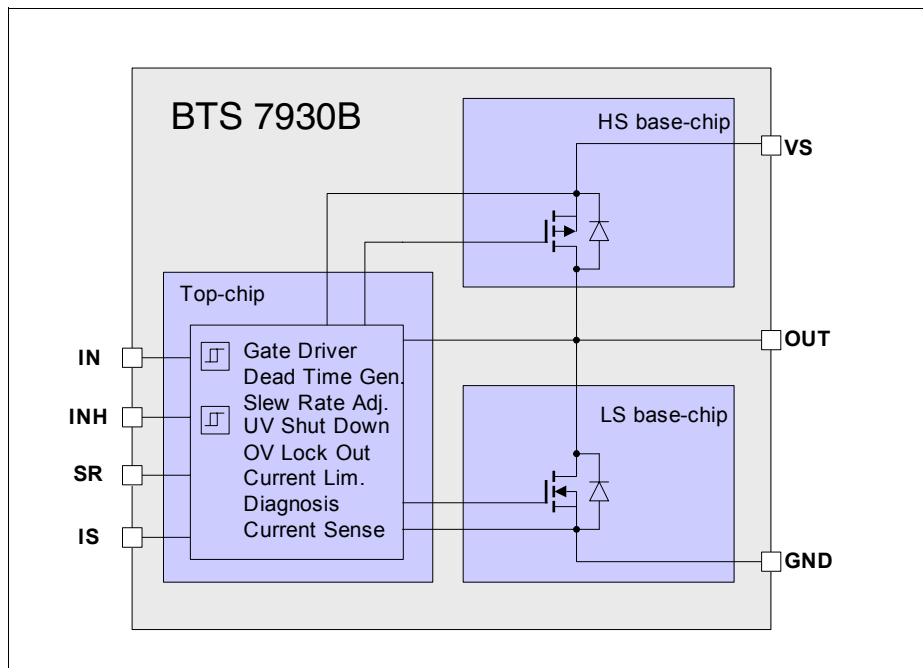 BTS 7930B
HS base-chip
VS
Top-chip
IN
INH
SR
IS
Gate Driver
Dead Time Gen.
Slew Rate Adj.
UV Shut Down
OV Lock Out
Current Lim.
Diagnosis
Current Sense
OUT
LS base-chip
GND